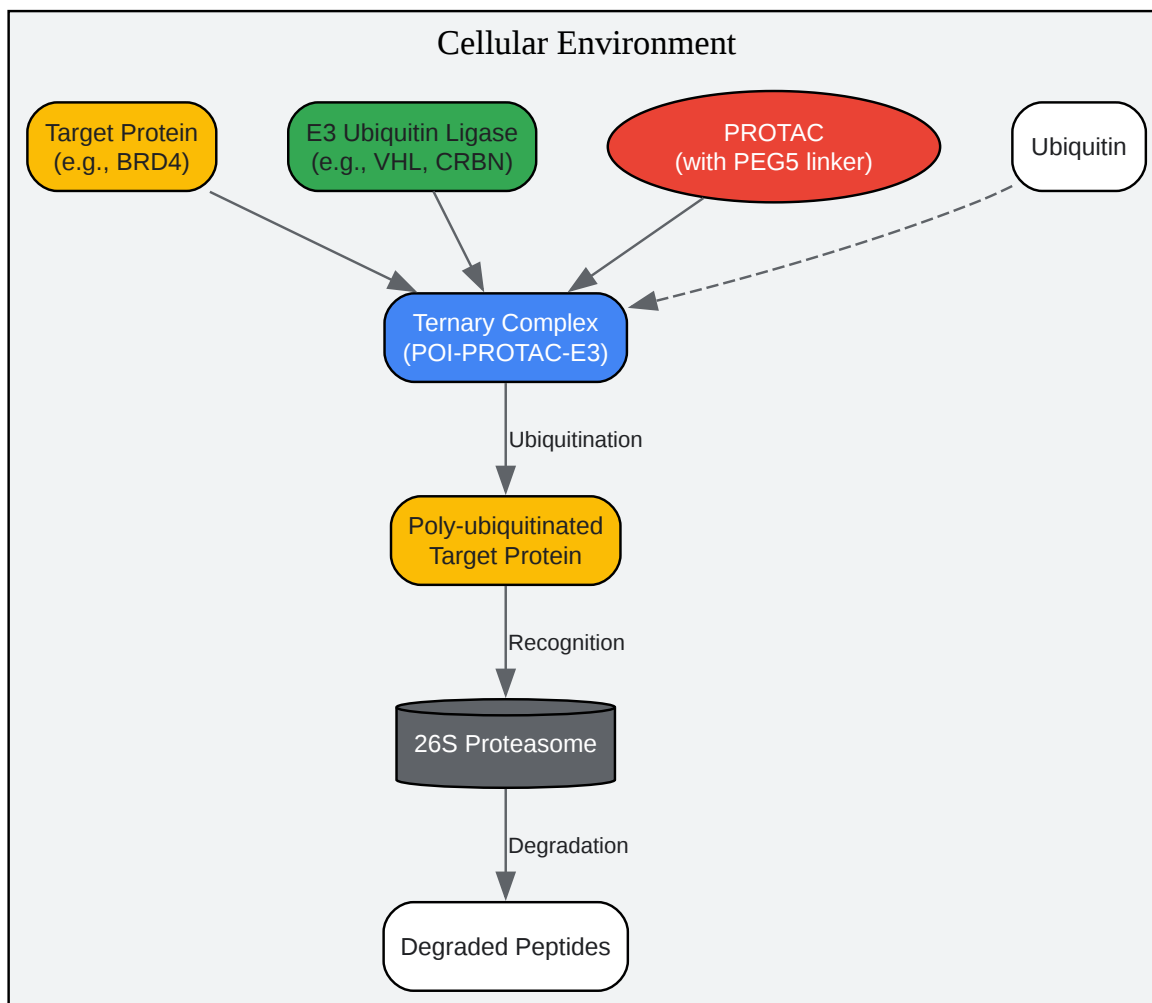 Cellular Environment
Target Protein
(e.g., BRD4)
E3 Ubiquitin Ligase
(e.g., VHL, CRBN)
PROTAC
(with PEG5 linker)
Ubiquitin
Ternary Complex
(POI-PROTAC-E3)
Ubiquitination
Poly-ubiquitinated
Target Protein
Recognition
26S Proteasome
Degradation
Degraded Peptides